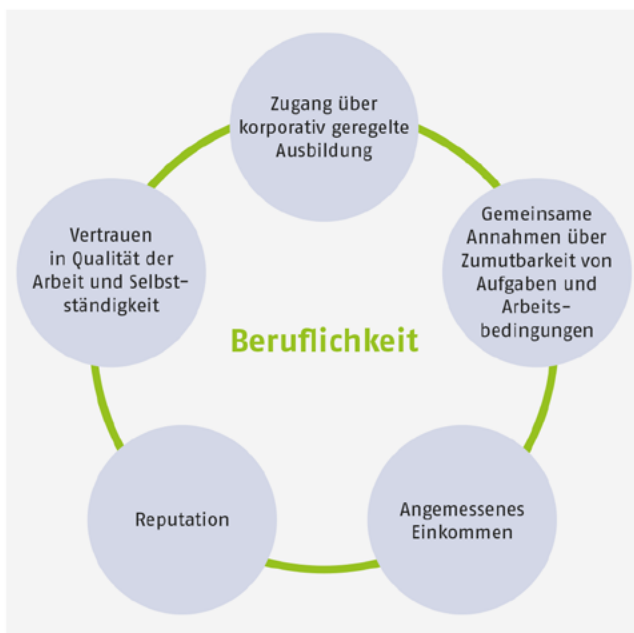 Zugang über
korporativ geregelte
Ausbildung
Gemeinsame
Annahmen über
Zumutbarkeit von
Aufgaben und
Arbeits-
bedingungen
Angemessenes
Einkommen
Reputation
Vertrauen
in Qualität der
Arbeit und Selbst-
ständigkeit
Beruflichkeit